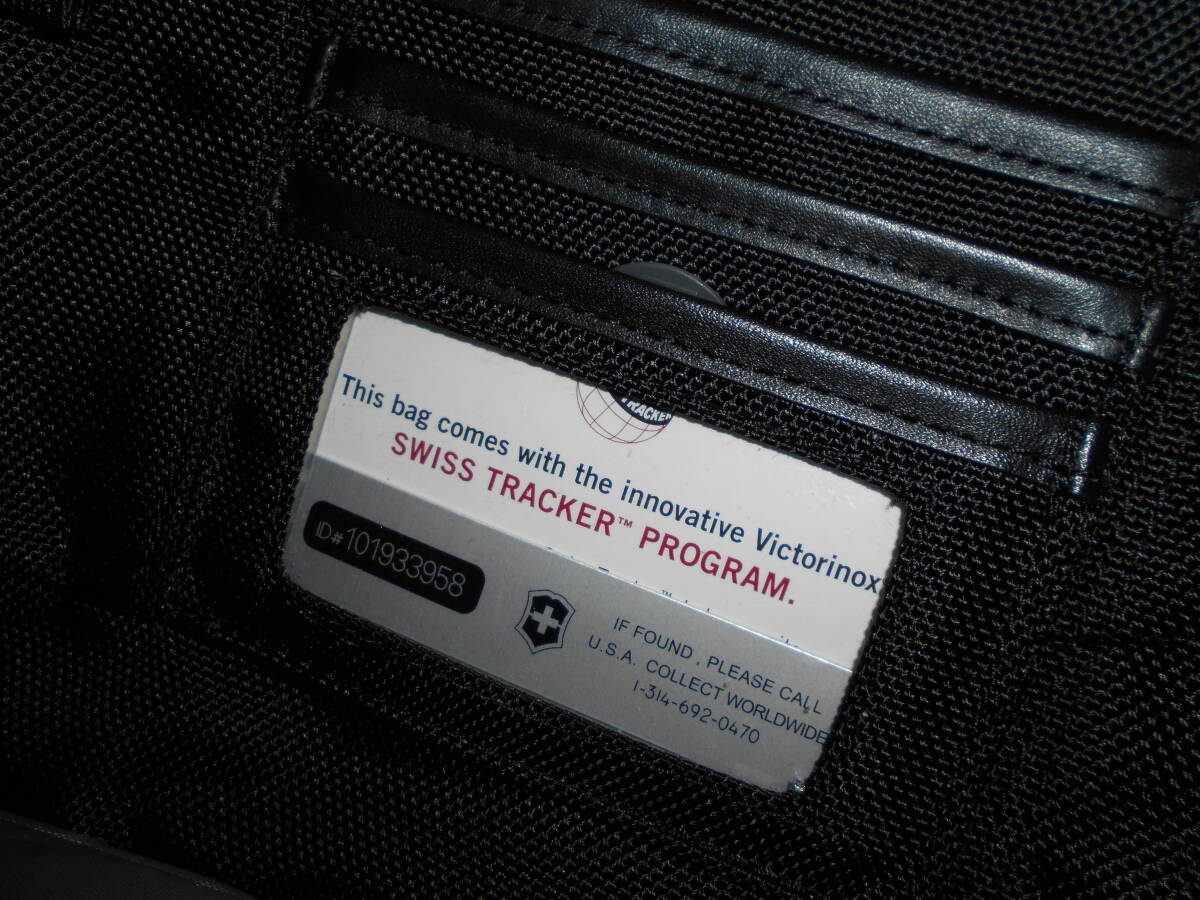 TRACKER
This bag comes with the innovative Victorinox
SWISS TRACKER™ PROGRAM.
ID#101933958
IF FOUND, PLEASE CALL
U.S.A. COLLECT WORLDWIDE
1-314-692-0470